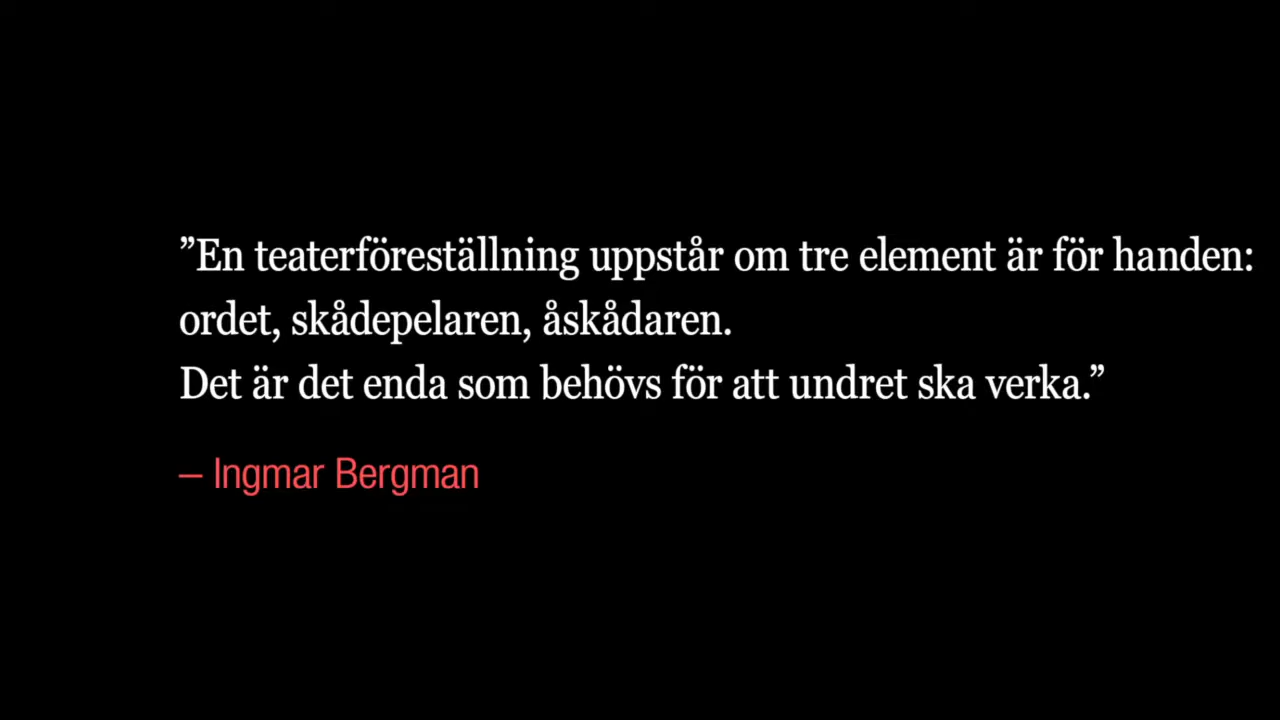 ”En teaterföreställning uppstår om tre element är för handen:
ordet, skådepelaren, åskådaren.
Det är det enda som behövs för att undret ska verka.”
– Ingmar Bergman